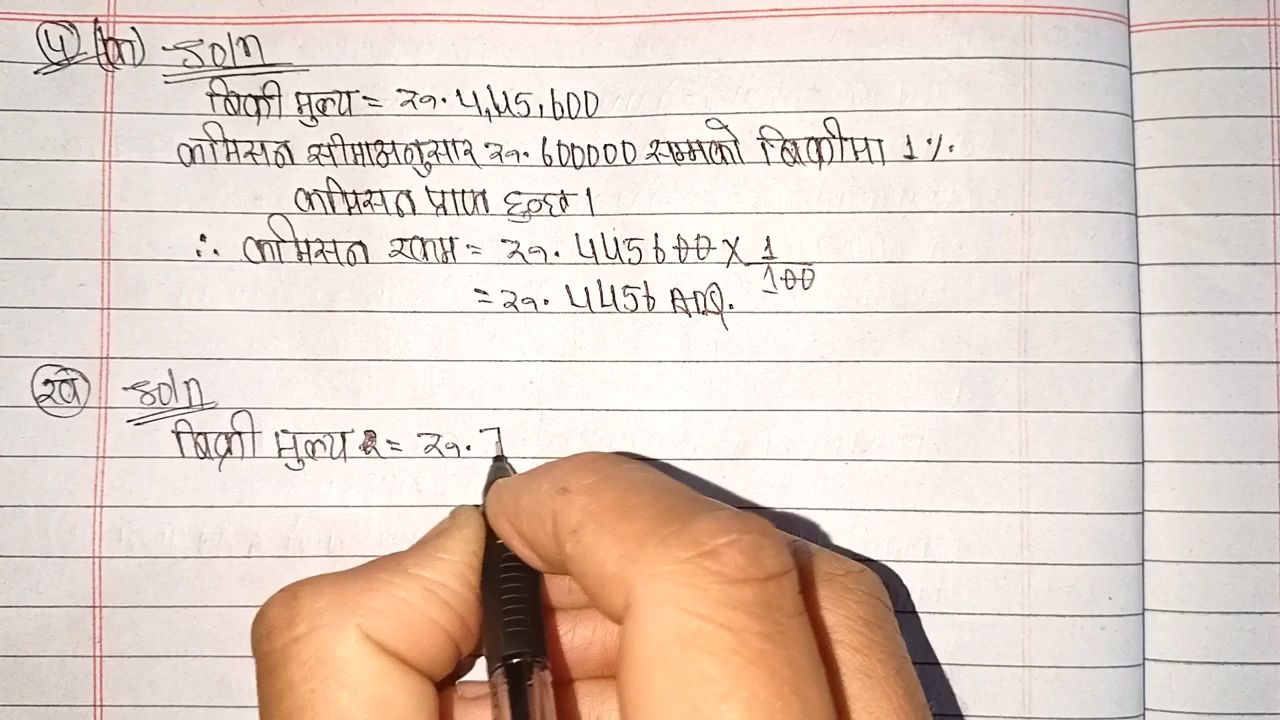 ५ (क) Soln
बिक्री मुल्य = रु. 4,45,600
कमिसन सीमाअनुसार रु. 600000 सम्मको बिक्रीमा 1%
कमिसन प्राप्त हुन्छ।
∴ कमिसन रकम = रु. 445600 × 1/100
= रु. 4456 Ans.
ख Soln
बिक्री मुल्य = रु. 7